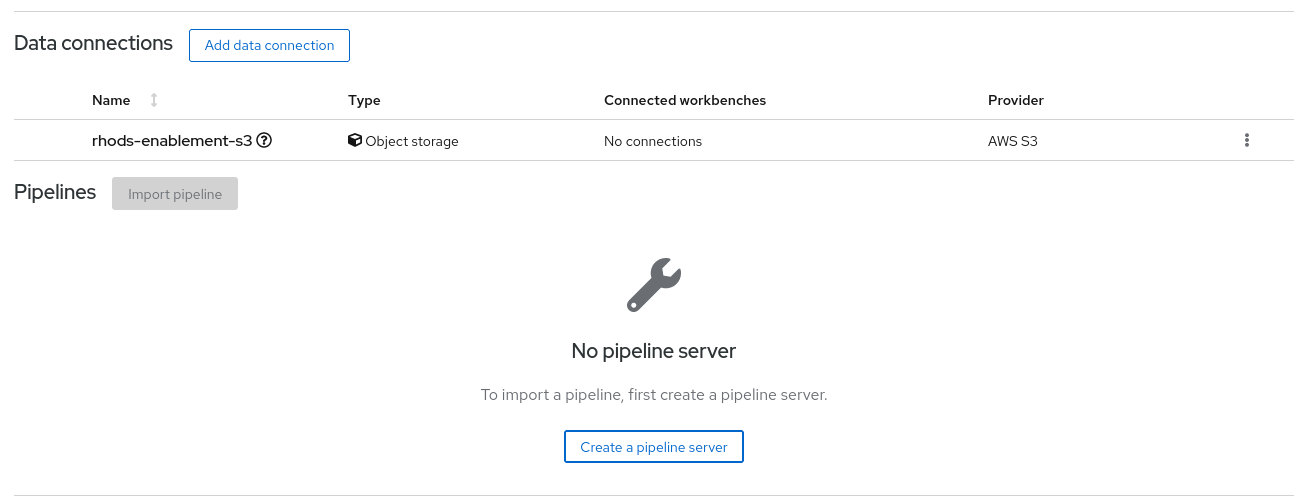 Data connections Add data connection
Name Type Connected workbenches Provider
rhods-enablement-s3 Object storage No connections AWS S3
Pipelines Import pipeline
No pipeline server
To import a pipeline, first create a pipeline server.
Create a pipeline server